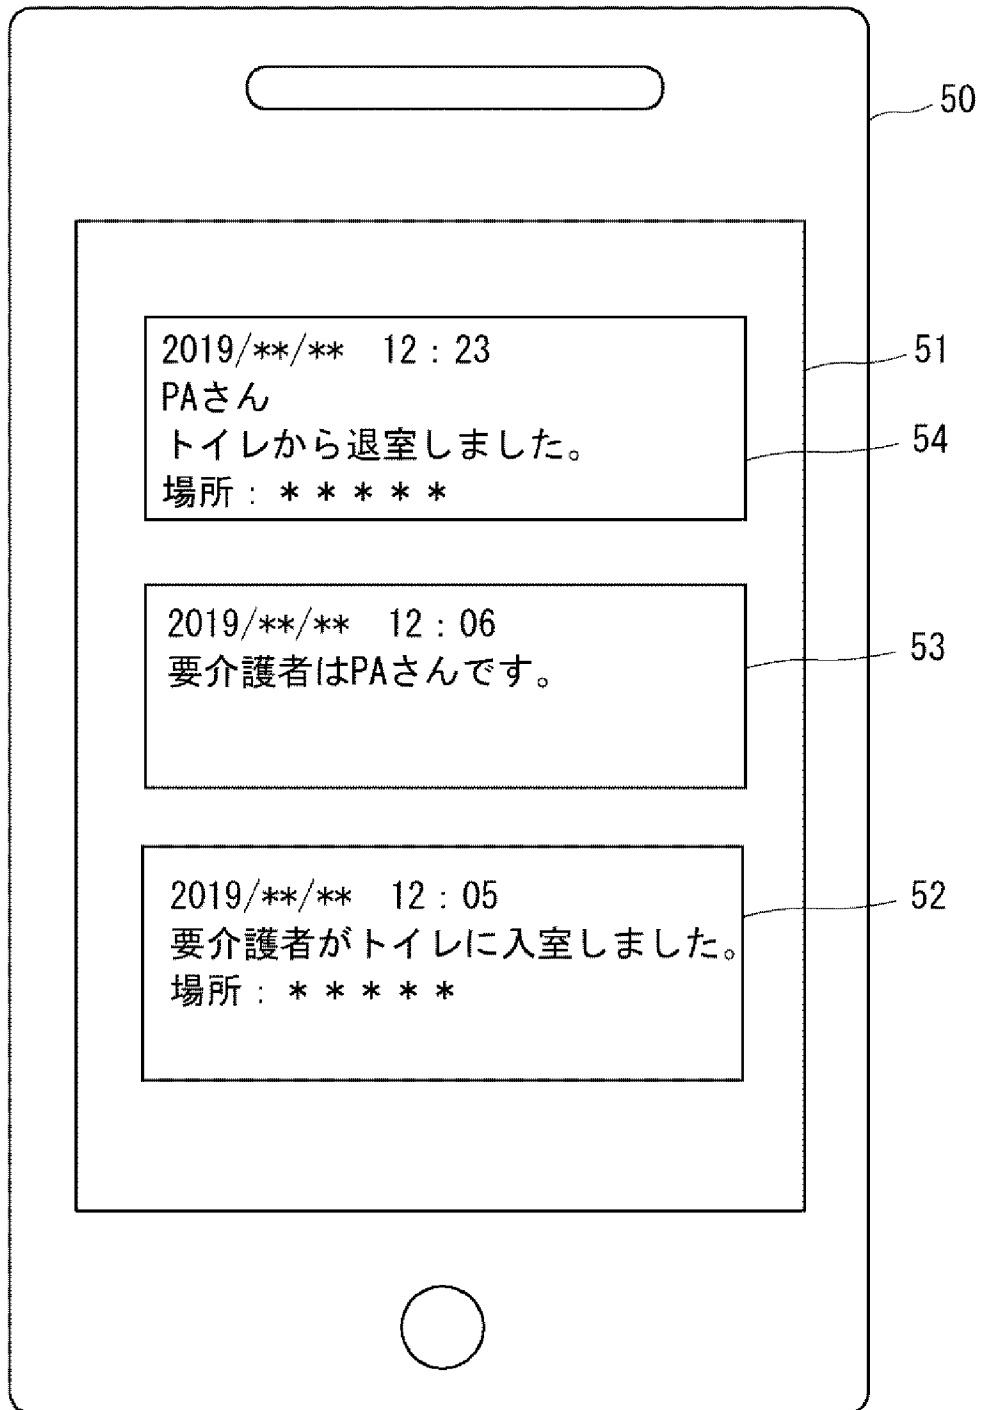 50
2019/**/** 12:23
PAさん
トイレから退室しました。
場所:*****
51
54
2019/**/** 12:06
要介護者はPAさんです。
53
2019/**/** 12:05
要介護者がトイレに入室しました。
場所:*****
52